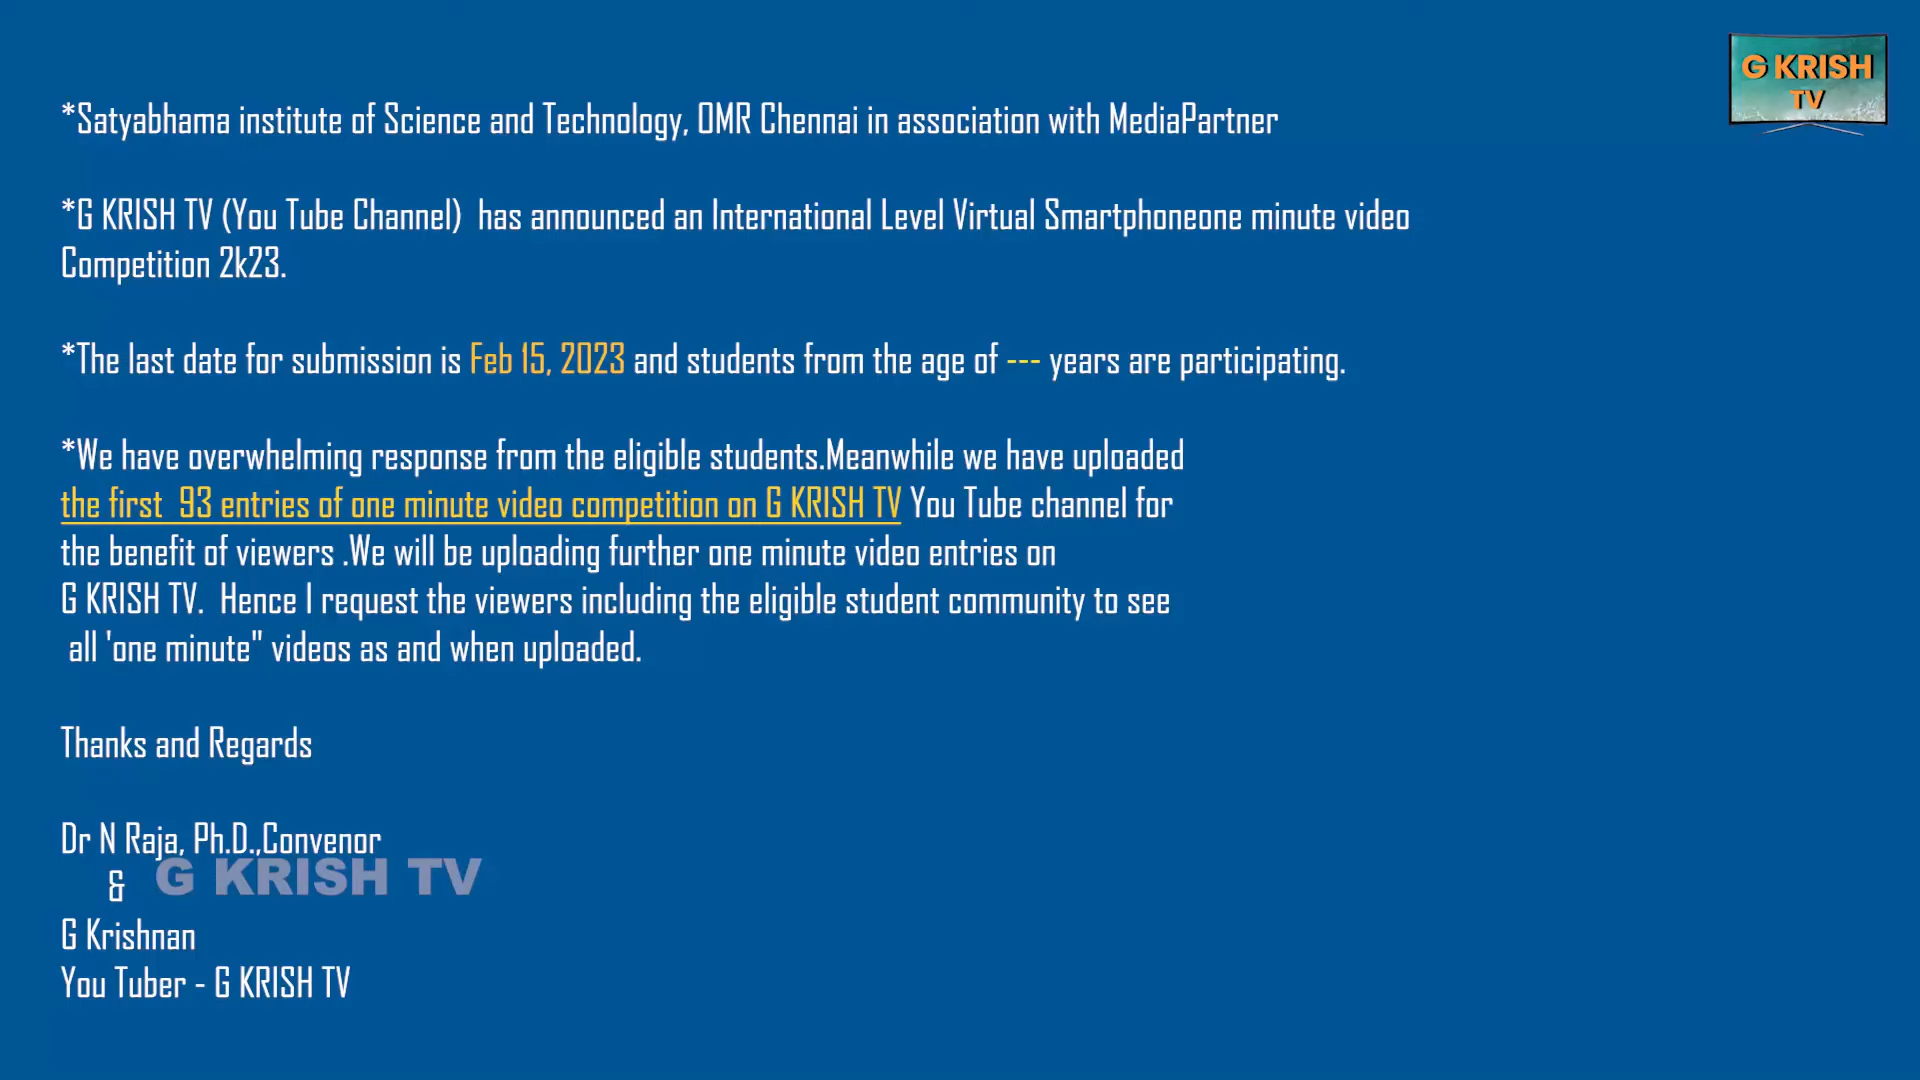 G KRISH
TV
*Satyabhama institute of Science and Technology, OMR Chennai in association with MediaPartner
*G KRISH TV (You Tube Channel)  has announced an International Level Virtual Smartphoneone minute video
Competition 2k23.
*The last date for submission is Feb 15, 2023 and students from the age of --- years are participating.
*We have overwhelming response from the eligible students.Meanwhile we have uploaded
the first  93 entries of one minute video competition on G KRISH TV You Tube channel for
the benefit of viewers .We will be uploading further one minute video entries on
G KRISH TV.  Hence I request the viewers including the eligible student community to see
all 'one minute" videos as and when uploaded.
Thanks and Regards
Dr N Raja, Ph.D.,Convenor
&
G KRISH TV
G Krishnan
You Tuber - G KRISH TV